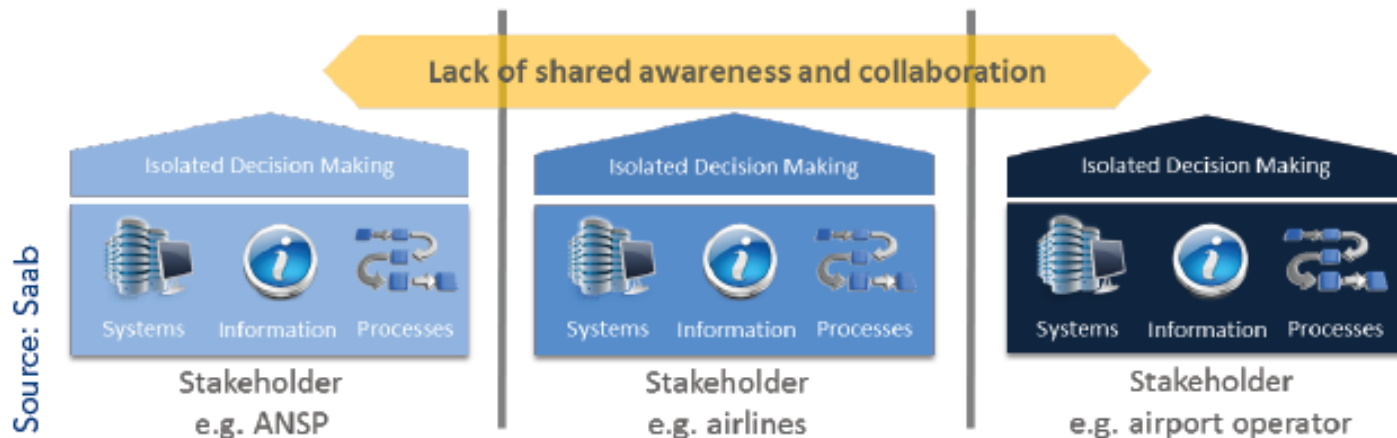 Lack of shared awareness and collaboration
Isolated Decision Making
Isolated Decision Making
Isolated Decision Making
Systems Information Processes
Systems Information Processes
Systems Information Processes
Stakeholder
e.g. ANSP
Stakeholder
e.g. airlines
Stakeholder
e.g. airport operator
Source: Saab